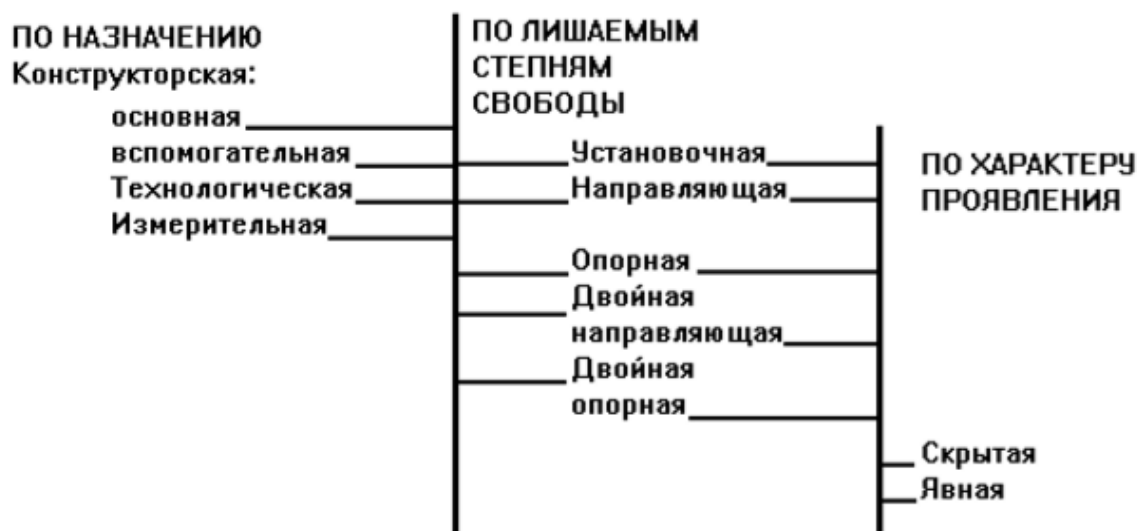 ПО НАЗНАЧЕНИЮ
Конструкторская:
основная
вспомогательная
Технологическая
Измерительная
ПО ЛИШАЕМЫМ
СТЕПНЯМ
СВОБОДЫ
Установочная
Направляющая
Опорная
Двойная
направляющая
Двойная
опорная
ПО ХАРАКТЕРУ
ПРОЯВЛЕНИЯ
Скрытая
Явная